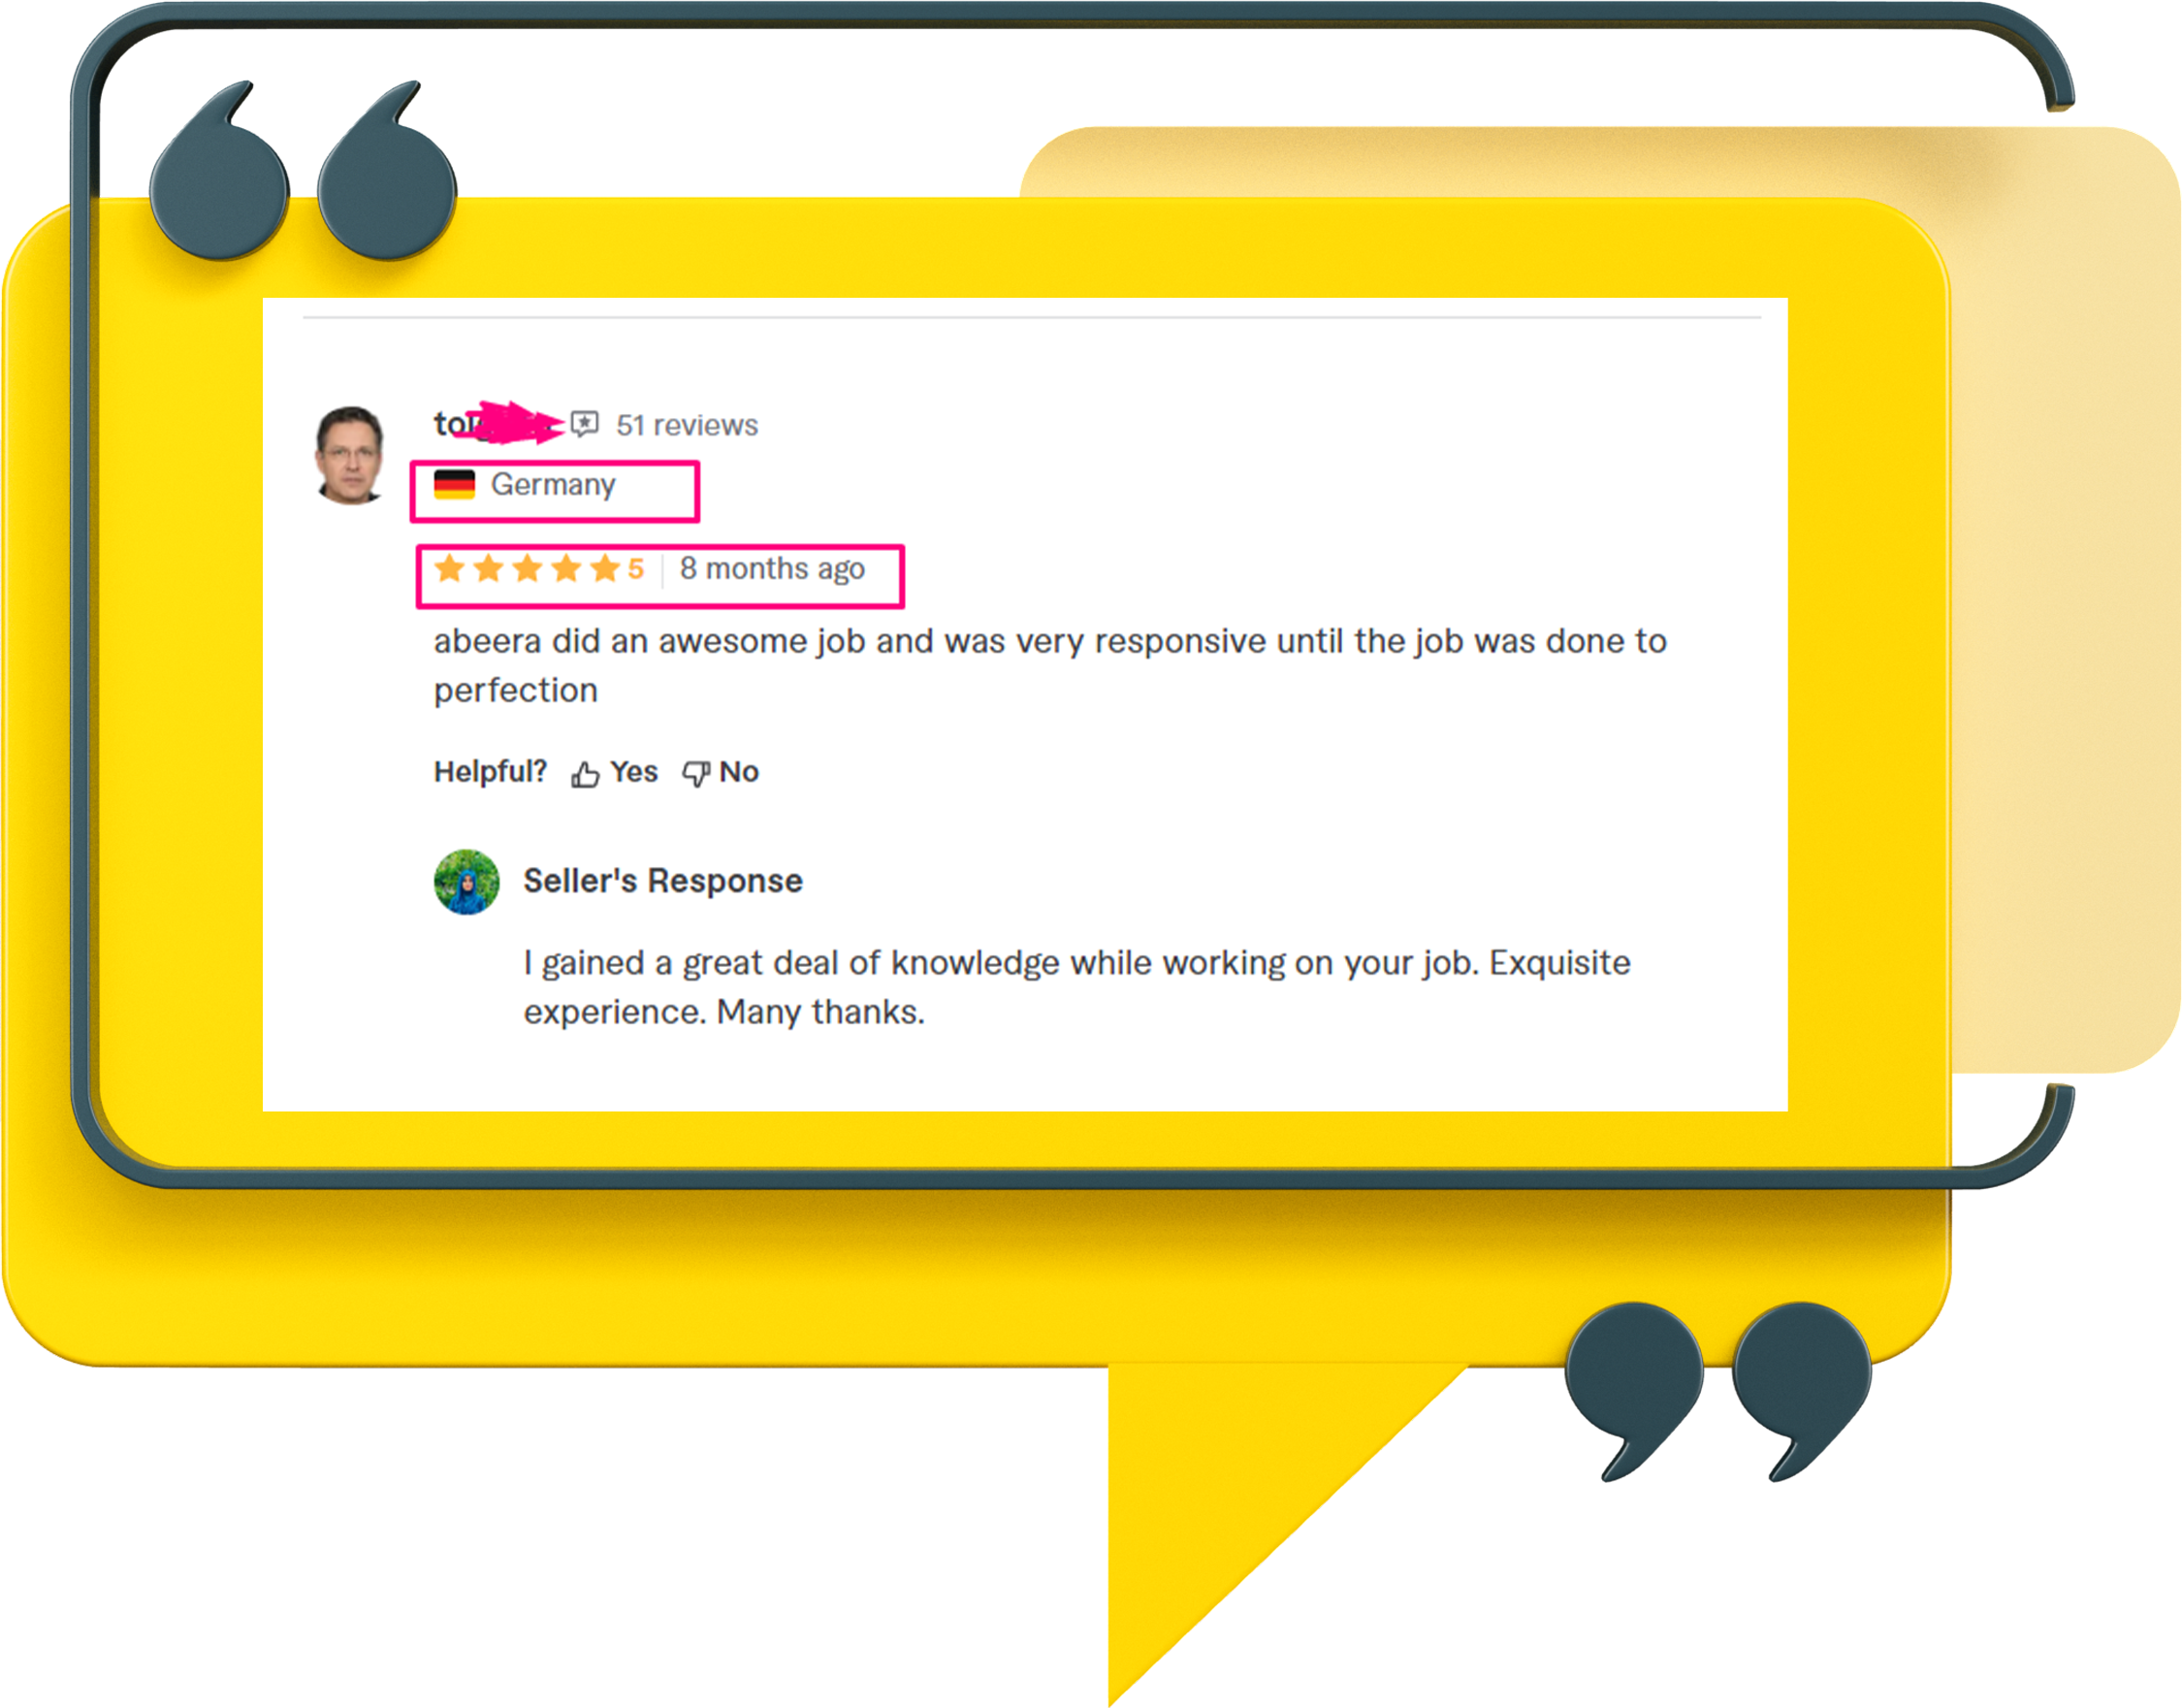 51 reviews
Germany
5 8 months ago
abeera did an awesome job and was very responsive until the job was done to
perfection
Helpful? Yes No
Seller's Response
I gained a great deal of knowledge while working on your job. Exquisite
experience. Many thanks.